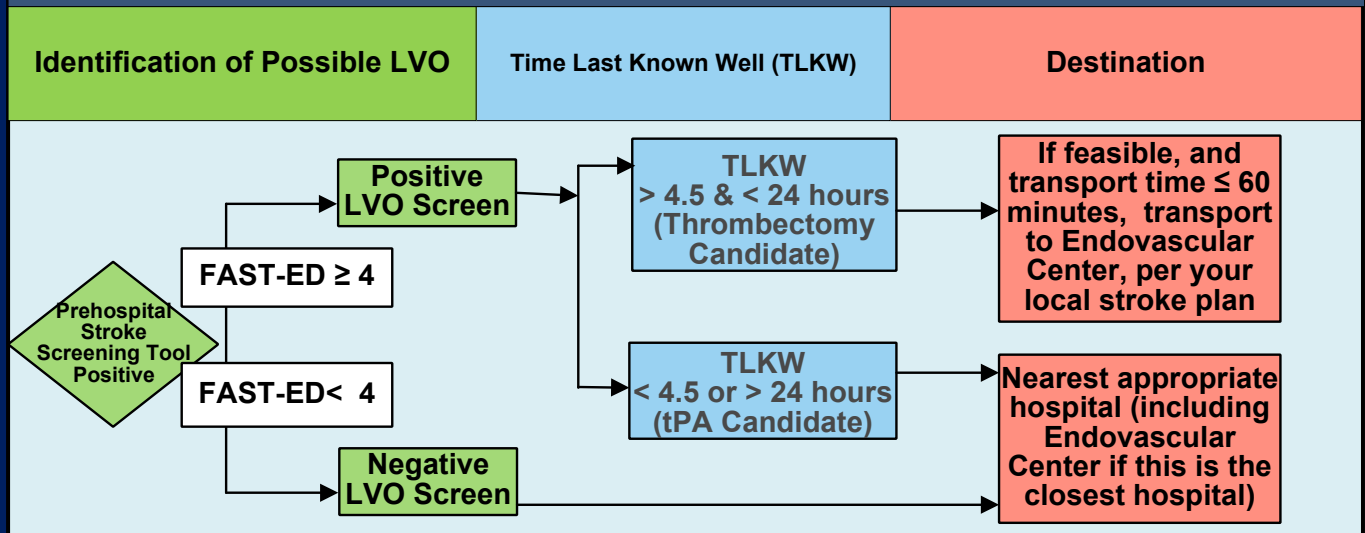 Identification of Possible LVO
Time Last Known Well (TLKW)
Destination
Prehospital
Stroke
Screening Tool
Positive
FAST-ED ≥ 4
FAST-ED< 4
Positive
LVO Screen
Negative
LVO Screen
TLKW
> 4.5 & < 24 hours
(Thrombectomy
Candidate)
TLKW
< 4.5 or > 24 hours
(tPA Candidate)
If feasible, and
transport time ≤ 60
minutes, transport
to Endovascular
Center, per your
local stroke plan
Nearest appropriate
hospital (including
Endovascular
Center if this is the
closest hospital)